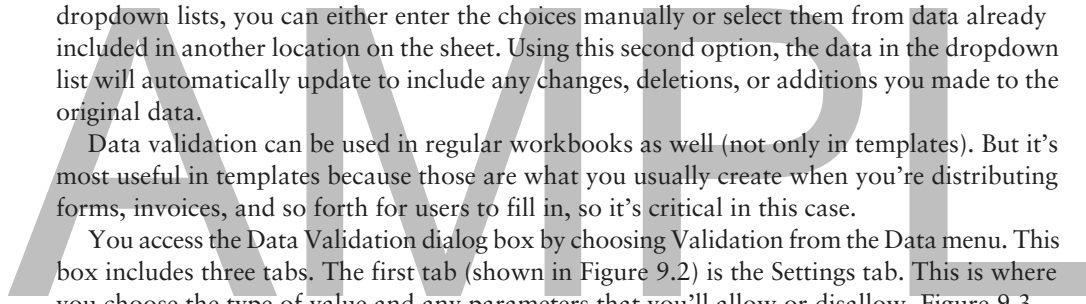 dropdown lists, you can either enter the choices manually or select them from data already
included in another location on the sheet. Using this second option, the data in the dropdown
list will automatically update to include any changes, deletions, or additions you made to the
original data.
Data validation can be used in regular workbooks as well (not only in templates). But it's
most useful in templates because those are what you usually create when you're distributing
forms, invoices, and so forth for users to fill in, so it's critical in this case.
You access the Data Validation dialog box by choosing Validation from the Data menu. This
box includes three tabs. The first tab (shown in Figure 9.2) is the Settings tab. This is where
you choose the type of value and any parameters that you'll allow or disallow. Figure 9.3
AMPL